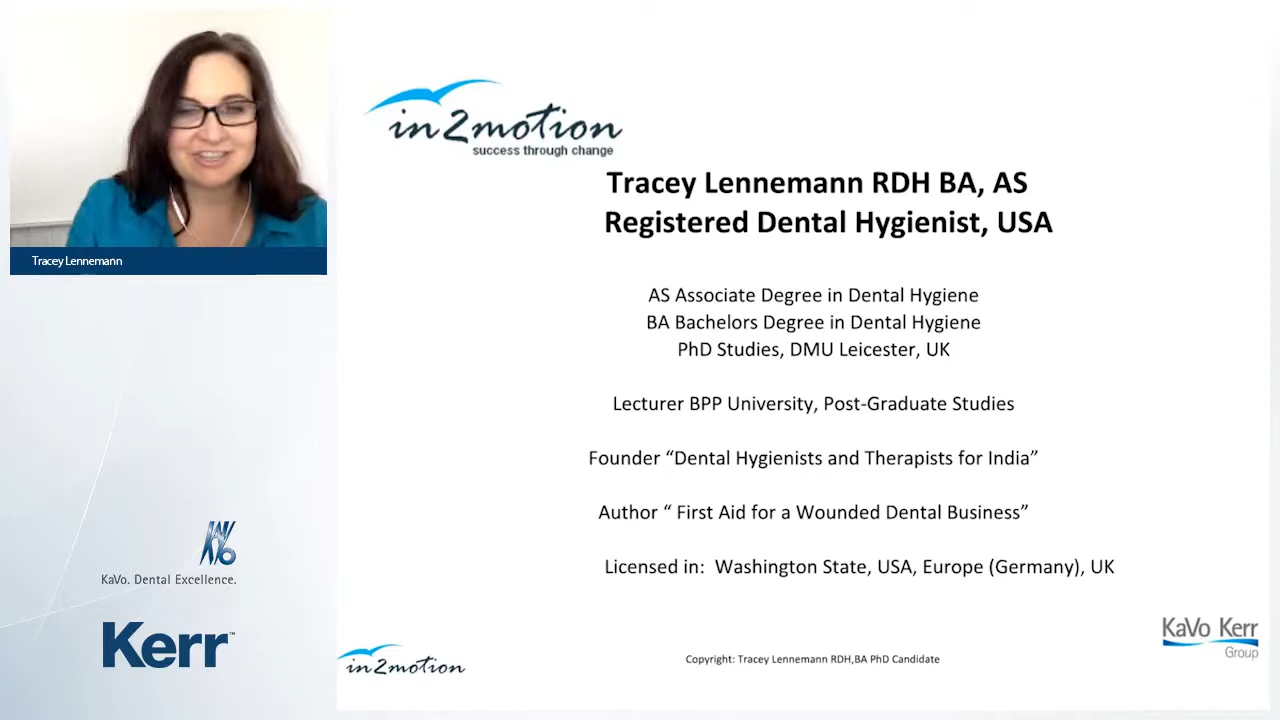 Tracey Lennemann
in2motion
success through change
Tracey Lennemann RDH BA, AS
Registered Dental Hygienist, USA
AS Associate Degree in Dental Hygiene
BA Bachelors Degree in Dental Hygiene
PhD Studies, DMU Leicester, UK
Lecturer BPP University, Post-Graduate Studies
Founder “Dental Hygienists and Therapists for India”
Author “ First Aid for a Wounded Dental Business”
Licensed in:  Washington State, USA, Europe (Germany), UK
KaVo
KaVo. Dental Excellence.
Kerr™
in2motion
Copyright: Tracey Lennemann RDH,BA PhD Candidate
KaVo Kerr
Group